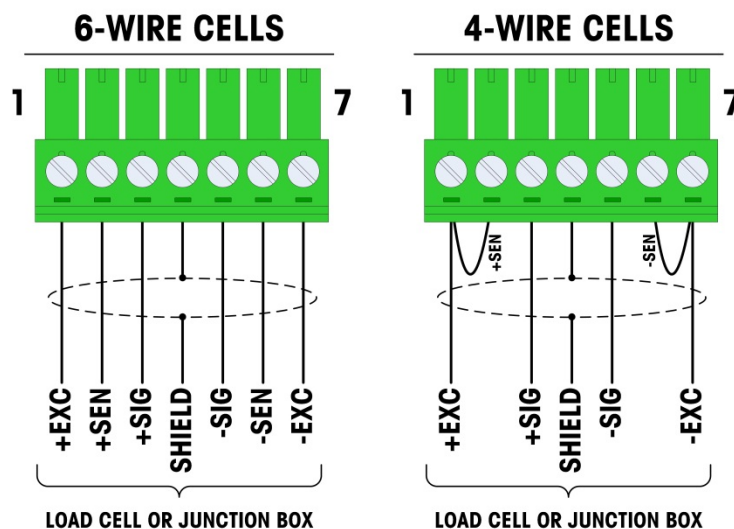 6-WIRE CELLS
1
7
+EXC
+SEN
+SIG
SHIELD
-SIG
-SEN
-EXC
LOAD CELL OR JUNCTION BOX
4-WIRE CELLS
1
7
+SEN
-SEN
+EXC
+SIG
SHIELD
-SIG
-EXC
LOAD CELL OR JUNCTION BOX